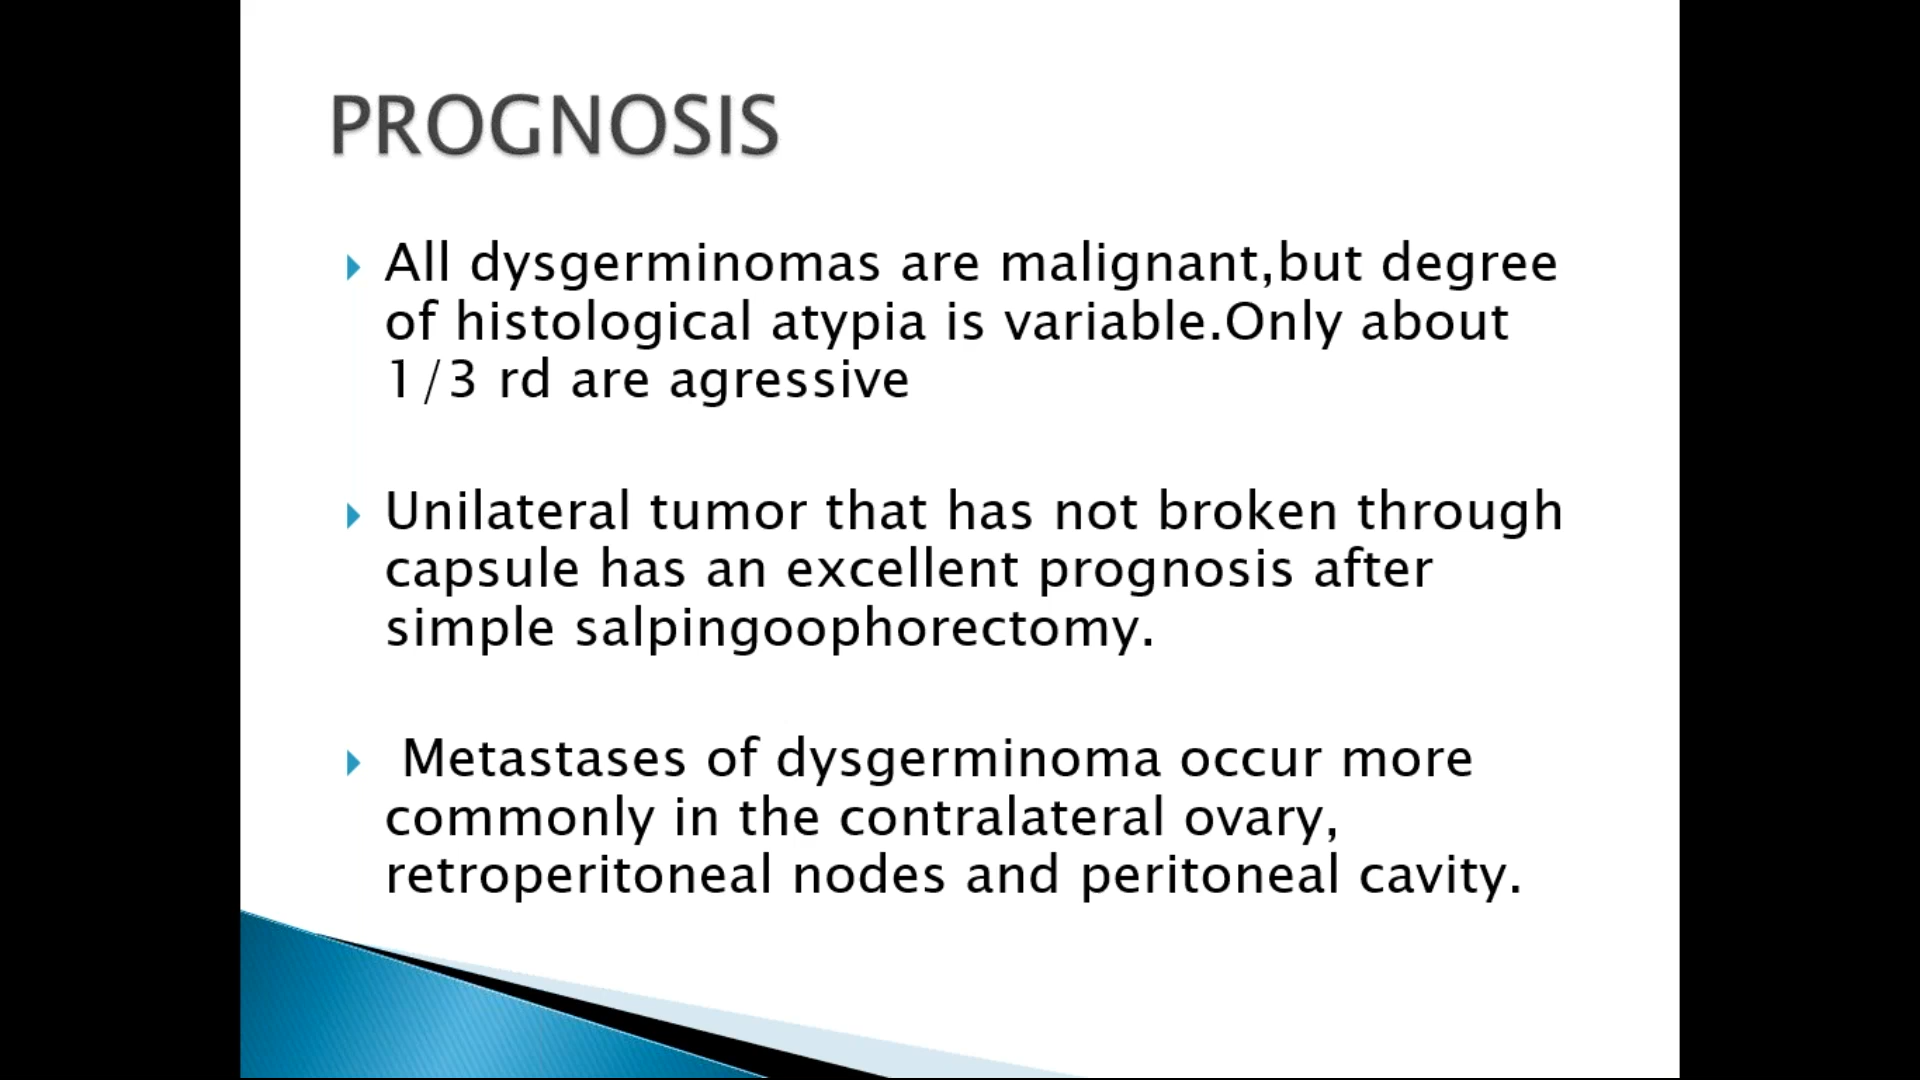 PROGNOSIS
All dysgerminomas are malignant,but degree
of histological atypia is variable.Only about
1/3 rd are agressive
Unilateral tumor that has not broken through
capsule has an excellent prognosis after
simple salpingoophorectomy.
Metastases of dysgerminoma occur more
commonly in the contralateral ovary,
retroperitoneal nodes and peritoneal cavity.